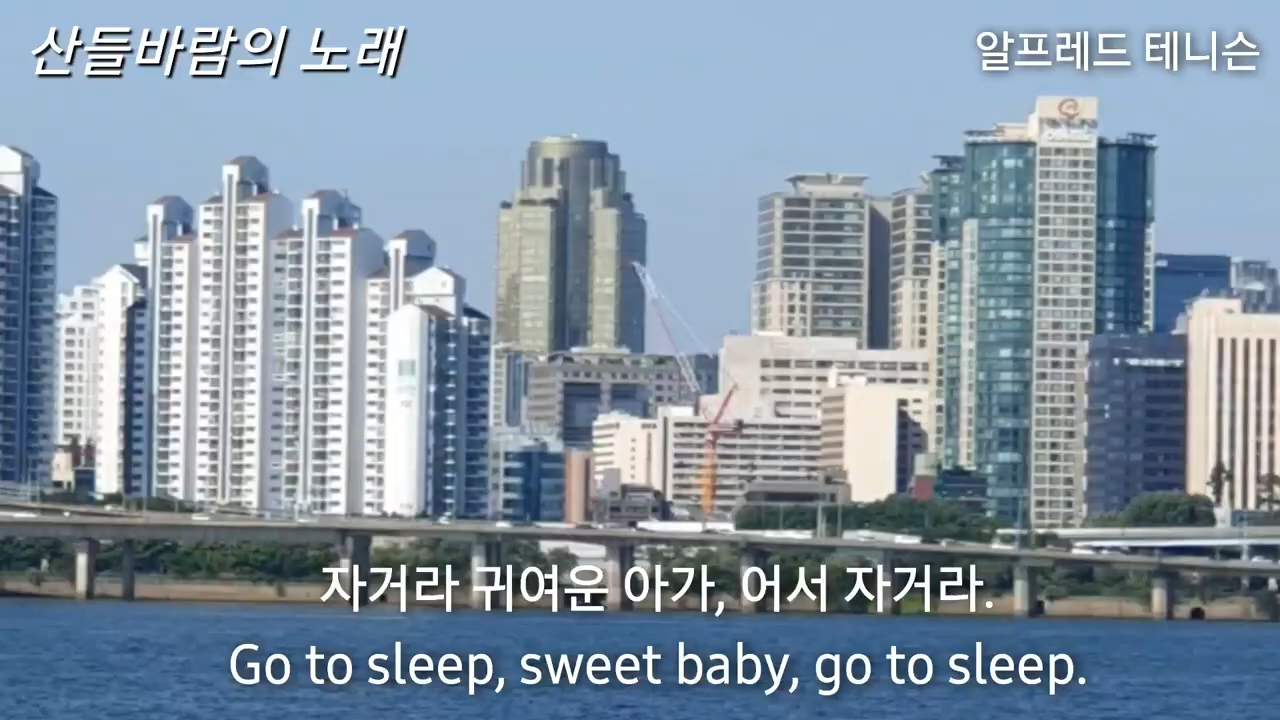 산들바람의 노래
알프레드 테니슨
자거라 귀여운 아가, 어서 자거라.
Go to sleep, sweet baby, go to sleep.